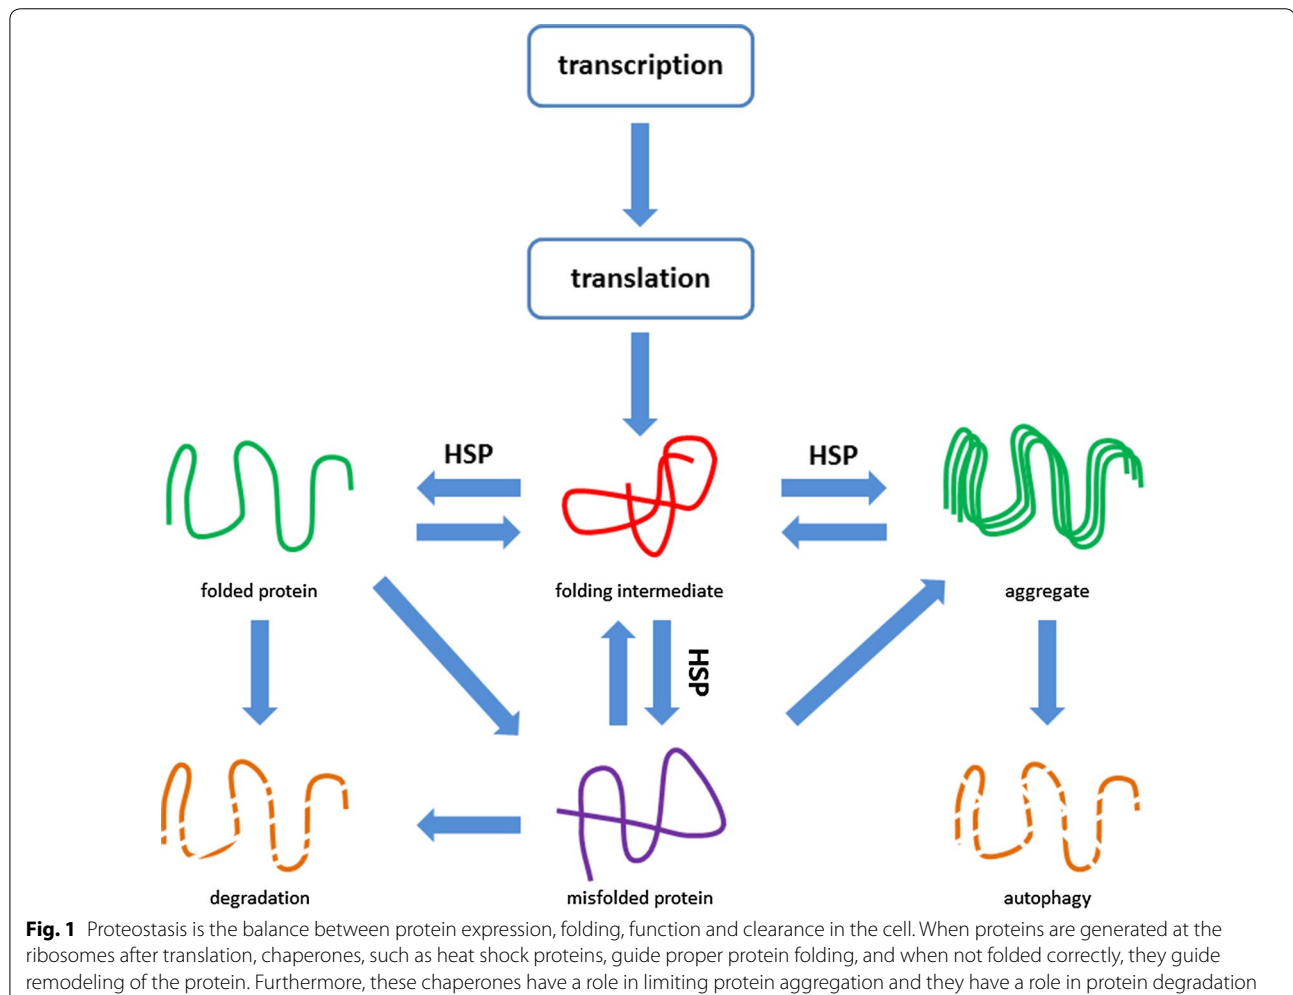 transcription
translation
HSP
HSP
folded protein
folding intermediate
aggregate
HSP
degradation
misfolded protein
autophagy
Fig. 1 Proteostasis is the balance between protein expression, folding, function and clearance in the cell. When proteins are generated at the
ribosomes after translation, chaperones, such as heat shock proteins, guide proper protein folding, and when not folded correctly, they guide
remodeling of the protein. Furthermore, these chaperones have a role in limiting protein aggregation and they have a role in protein degradation